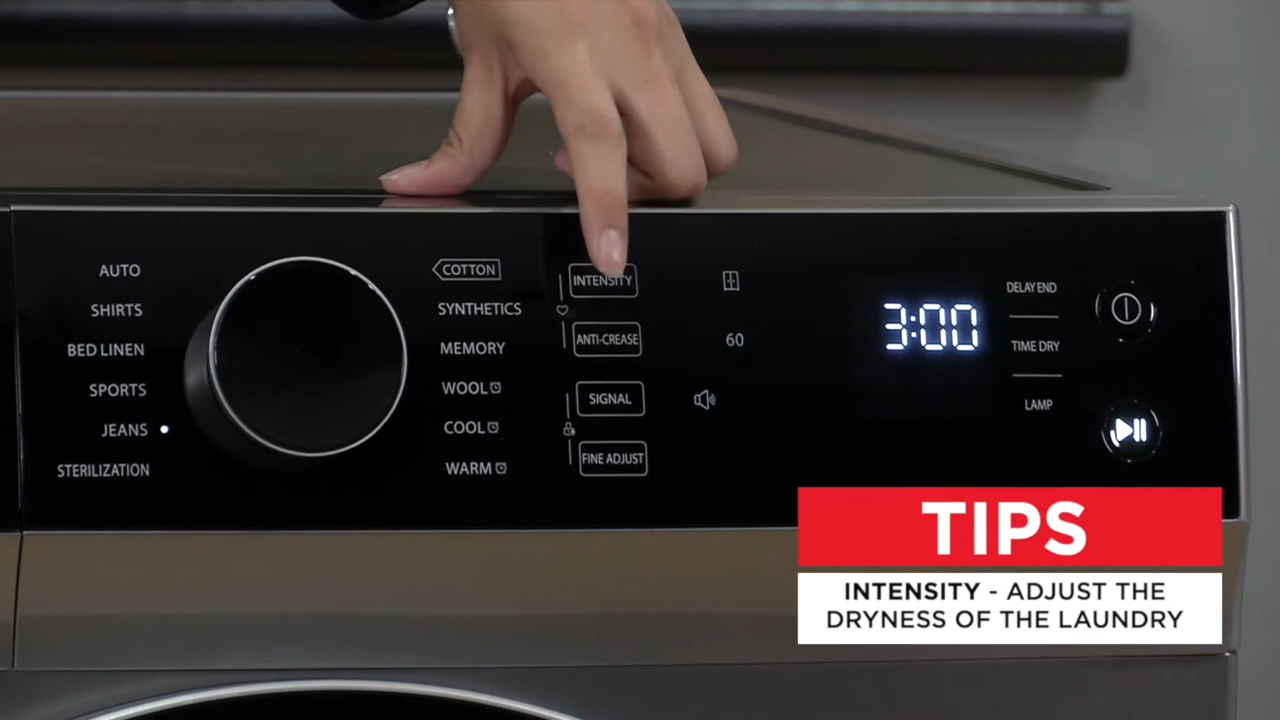 AUTO
SHIRTS
BED LINEN
SPORTS
JEANS
STERILIZATION
COTTON
SYNTHETICS
MEMORY
WOOL
COOL
WARM
INTENSITY
ANTI-CREASE
SIGNAL
FINE ADJUST
60
3:00
DELAY END
TIME DRY
LAMP
TIPS
INTENSITY - ADJUST THE
DRYNESS OF THE LAUNDRY